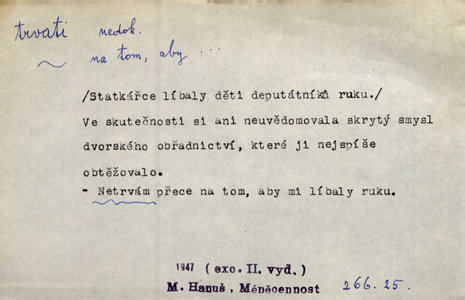 trvati nedok.
na tom, aby ...
/Statkářce líbaly děti deputátníků ruku./
Ve skutečnosti si ani neuvědomovala skrytý smysl
dvorského obřadnictví, které ji nejspíše
obtěžovalo.
- Netrvám přece na tom, aby mi líbaly ruku.
1947 (exc. II. vyd.)
M. Hanuš, Méněcennost 266.25.